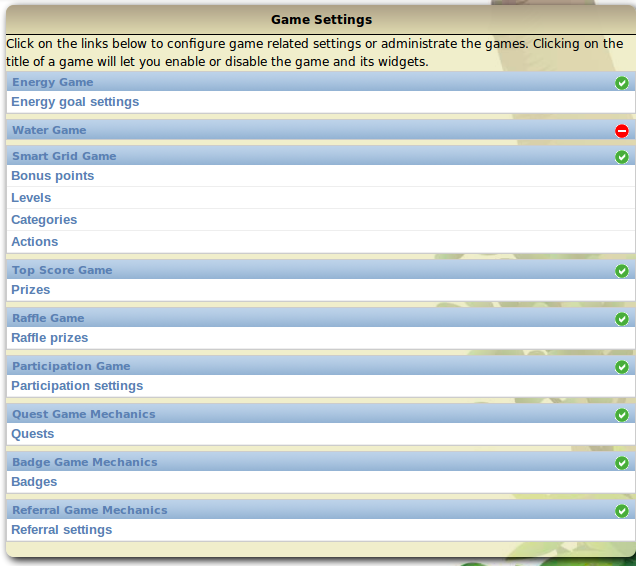 Game Settings
Click on the links below to configure game related settings or administrate the games. Clicking on the
title of a game will let you enable or disable the game and its widgets.
Energy Game
Energy goal settings
Water Game
Smart Grid Game
Bonus points
Levels
Categories
Actions
Top Score Game
Prizes
Raffle Game
Raffle prizes
Participation Game
Participation settings
Quest Game Mechanics
Quests
Badge Game Mechanics
Badges
Referral Game Mechanics
Referral settings